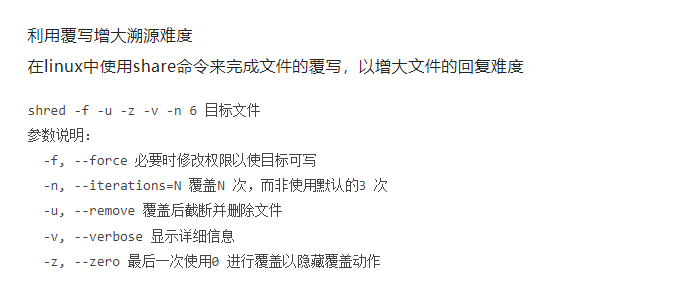 利用覆写增大溯源难度
在linux中使用share命令来完成文件的覆写，以增大文件的回复难度
shred -f -u -z -v -n 6 目标文件
参数说明：
-f, --force 必要时修改权限以使目标可写
-n, --iterations=N 覆盖N 次，而非使用默认的3 次
-u, --remove 覆盖后截断并删除文件
-v, --verbose 显示详细信息
-z, --zero 最后一次使用0 进行覆盖以隐藏覆盖动作